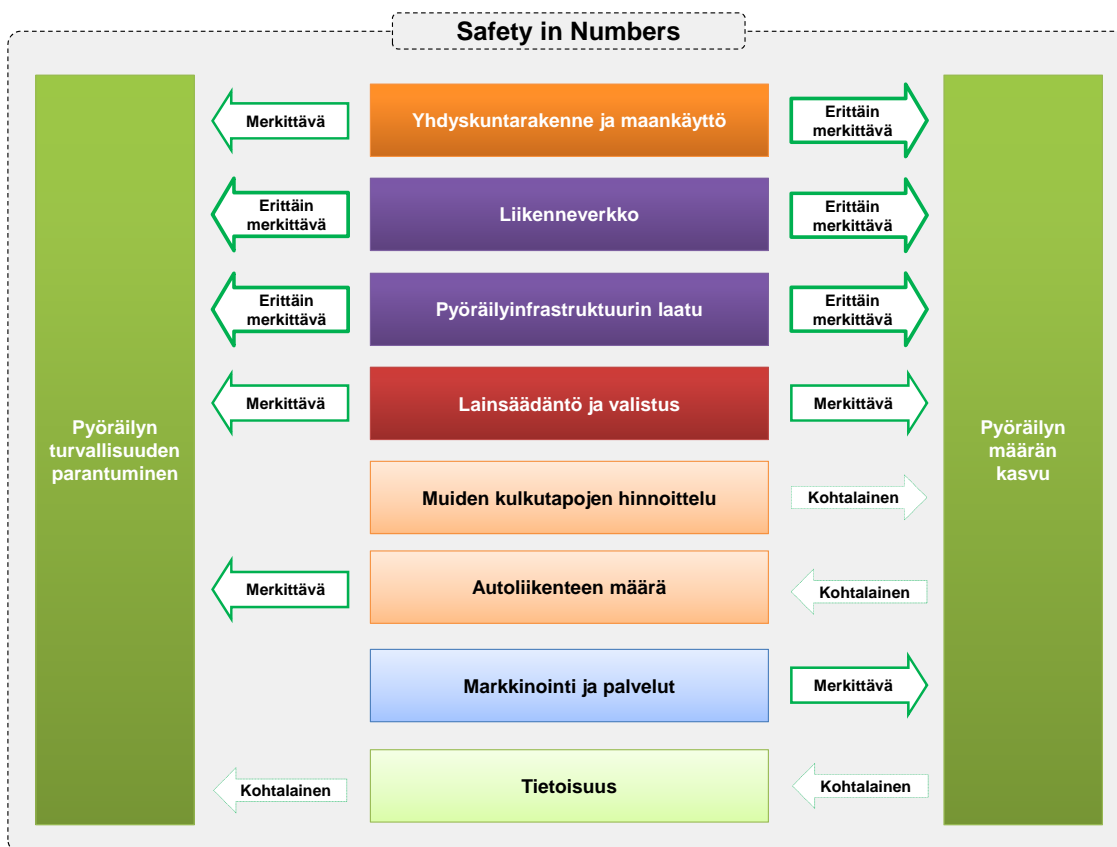 Safety in Numbers
Merkittävä
Yhdyskuntarakenne ja maankäyttö
Erittäin
merkittävä
Erittäin
merkittävä
Liikenneverkko
Erittäin
merkittävä
Erittäin
merkittävä
Pyöräilyinfrastruktuurin laatu
Erittäin
merkittävä
Merkittävä
Lainsäädäntö ja valistus
Merkittävä
Pyöräilyn
turvallisuuden
parantuminen
Pyöräilyn
määrän
kasvu
Muiden kulkutapojen hinnoittelu
Kohtalainen
Merkittävä
Autoliikenteen määrä
Kohtalainen
Markkinointi ja palvelut
Merkittävä
Kohtalainen
Tietoisuus
Kohtalainen